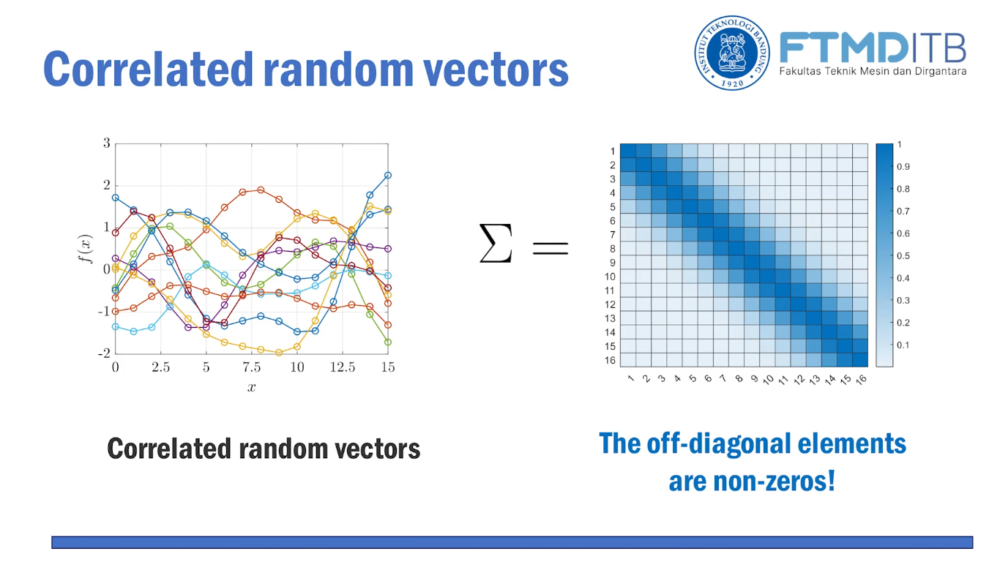 Correlated random vectors
INSTITUT TEKNOLOGI BANDUNG
1920
FTMDITB
Fakultas Teknik Mesin dan Dirgantara
3
2
1
0
-1
-2
f(x)
0 2.5 5 7.5 10 12.5 15
x
Σ =
1
2
3
4
5
6
7
8
9
10
11
12
13
14
15
16
1 2 3 4 5 6 7 8 9 10 11 12 13 14 15 16
1
0.9
0.8
0.7
0.6
0.5
0.4
0.3
0.2
0.1
Correlated random vectors
The off-diagonal elements
are non-zeros!